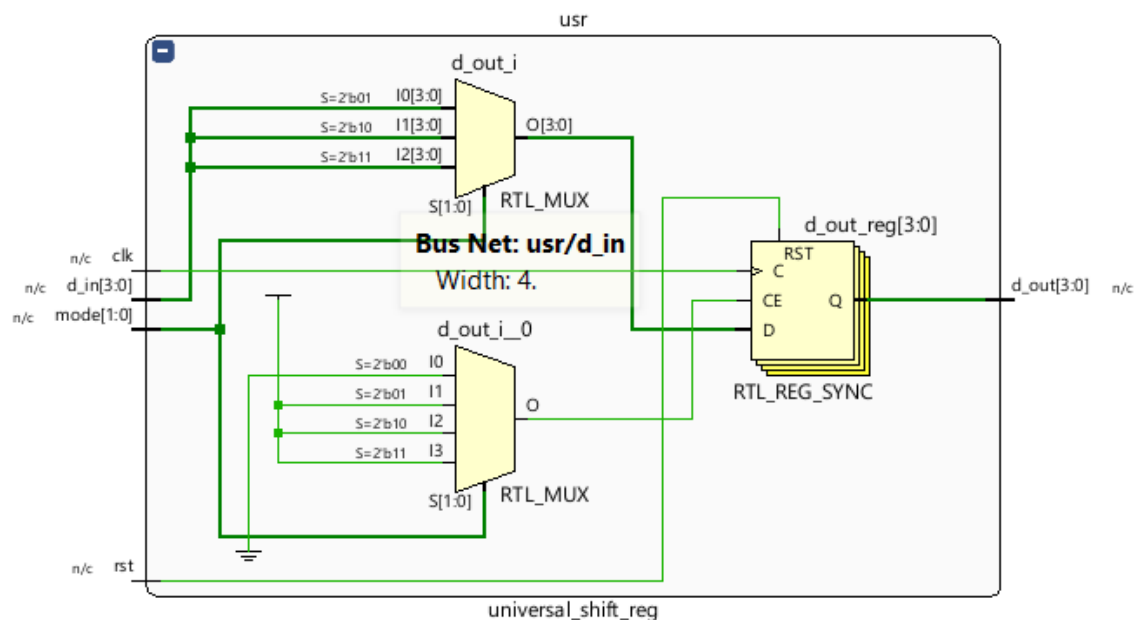 usr
d_out_i
S=2'b01 I0[3:0]
S=2'b10 I1[3:0] O[3:0]
S=2'b11 I2[3:0]
S[1:0] RTL_MUX
Bus Net: usr/d_in
Width: 4.
d_out_reg[3:0]
RST
n/c clk C
n/c d_in[3:0] CE Q d_out[3:0] n/c
n/c mode[1:0] D
d_out_i__0
S=2'b00 I0
S=2'b01 I1
S=2'b10 I2 O
S=2'b11 I3
S[1:0] RTL_MUX
RTL_REG_SYNC
n/c rst
universal_shift_reg